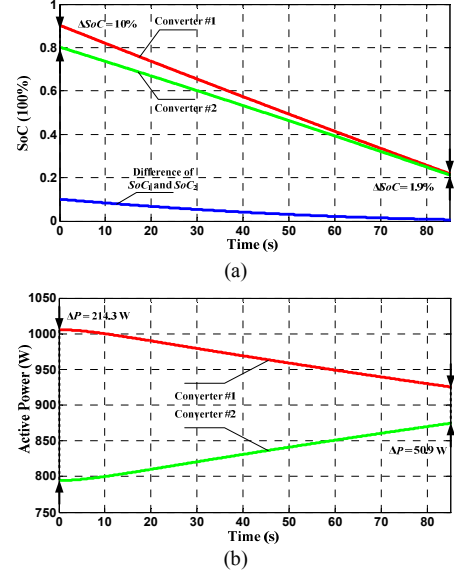 1
0.8
0.6
0.4
0.2
0
SoC (100%)
ΔSoC = 10%
Converter #1
Converter #2
Difference of
SoC₁ and SoC₂
ΔSoC = 1.9%
0 10 20 30 40 50 60 70 80
Time (s)
(a)
1050
1000
950
900
850
800
750
Active Power (W)
ΔP = 214.3 W
Converter #1
Converter #2
ΔP = 50.9 W
0 10 20 30 40 50 60 70 80
Time (s)
(b)